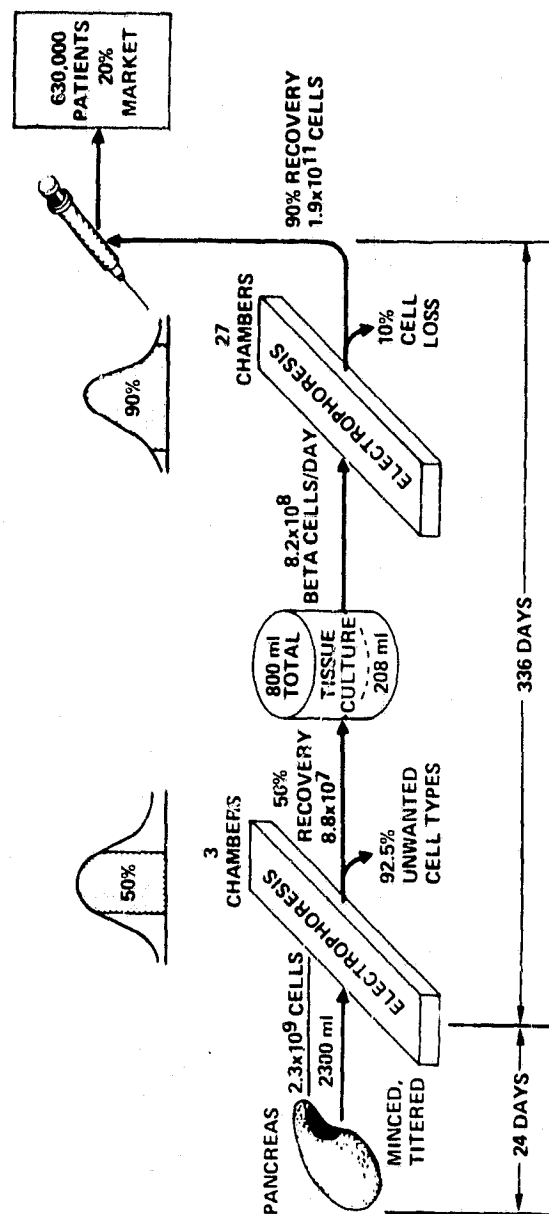 PANCREAS
2.3x10⁹ CELLS
2300 ml
MINCED,
TITERED
50%
3
CHAMBERS
ELECTROPHORESIS
92.5%
UNWANTED
CELL TYPES
50%
RECOVERY
8.8x10⁷
800 ml
TOTAL
TISSUE
CULTURE
208 ml
8.2x10⁸
BETA CELLS/DAY
90%
27
CHAMBERS
ELECTROPHORESIS
10%
CELL
LOSS
90% RECOVERY
1.9x10¹¹ CELLS
630,000
PATIENTS
20%
MARKET
24 DAYS
336 DAYS